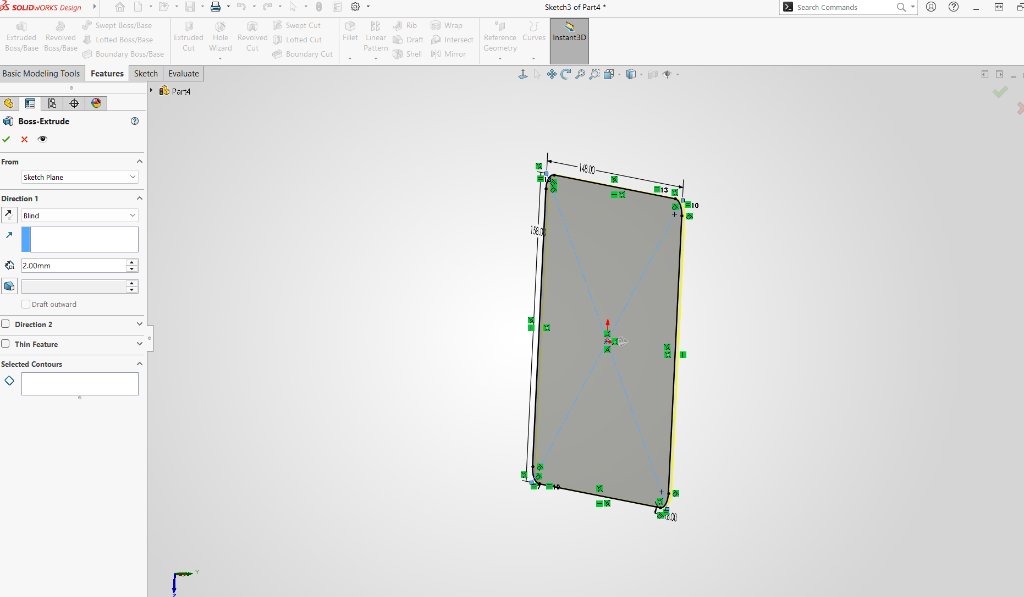 SOLIDWORKS Design
Sketch3 of Part4 *
Search Commands
Extruded Boss/Base
Revolved Boss/Base
Swept Boss/Base
Lofted Boss/Base
Boundary Boss/Base
Extruded Cut
Hole Wizard
Revolved Cut
Swept Cut
Lofted Cut
Boundary Cut
Fillet
Linear Pattern
Rib
Draft
Shell
Wrap
Intersect
Mirror
Reference Geometry
Curves
Instant3D
Basic Modeling Tools
Features
Sketch
Evaluate
Part4
Boss-Extrude
From
Sketch Plane
Direction 1
Blind
2.00mm
Draft outward
Direction 2
Thin Feature
Selected Contours
13
10